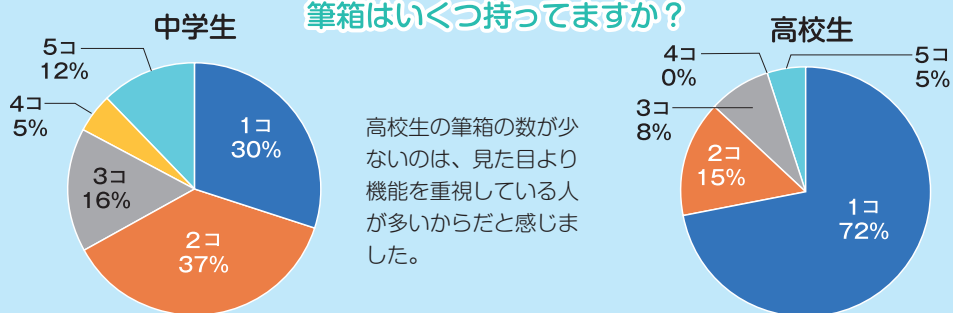 筆箱はいくつ持ってますか？
中学生
1コ
30%
2コ
37%
3コ
16%
4コ
5%
5コ
12%
高校生の筆箱の数が少
ないのは、見た目より
機能を重視している人
が多いからだと感じま
した。
高校生
1コ
72%
2コ
15%
3コ
8%
4コ
0%
5コ
5%